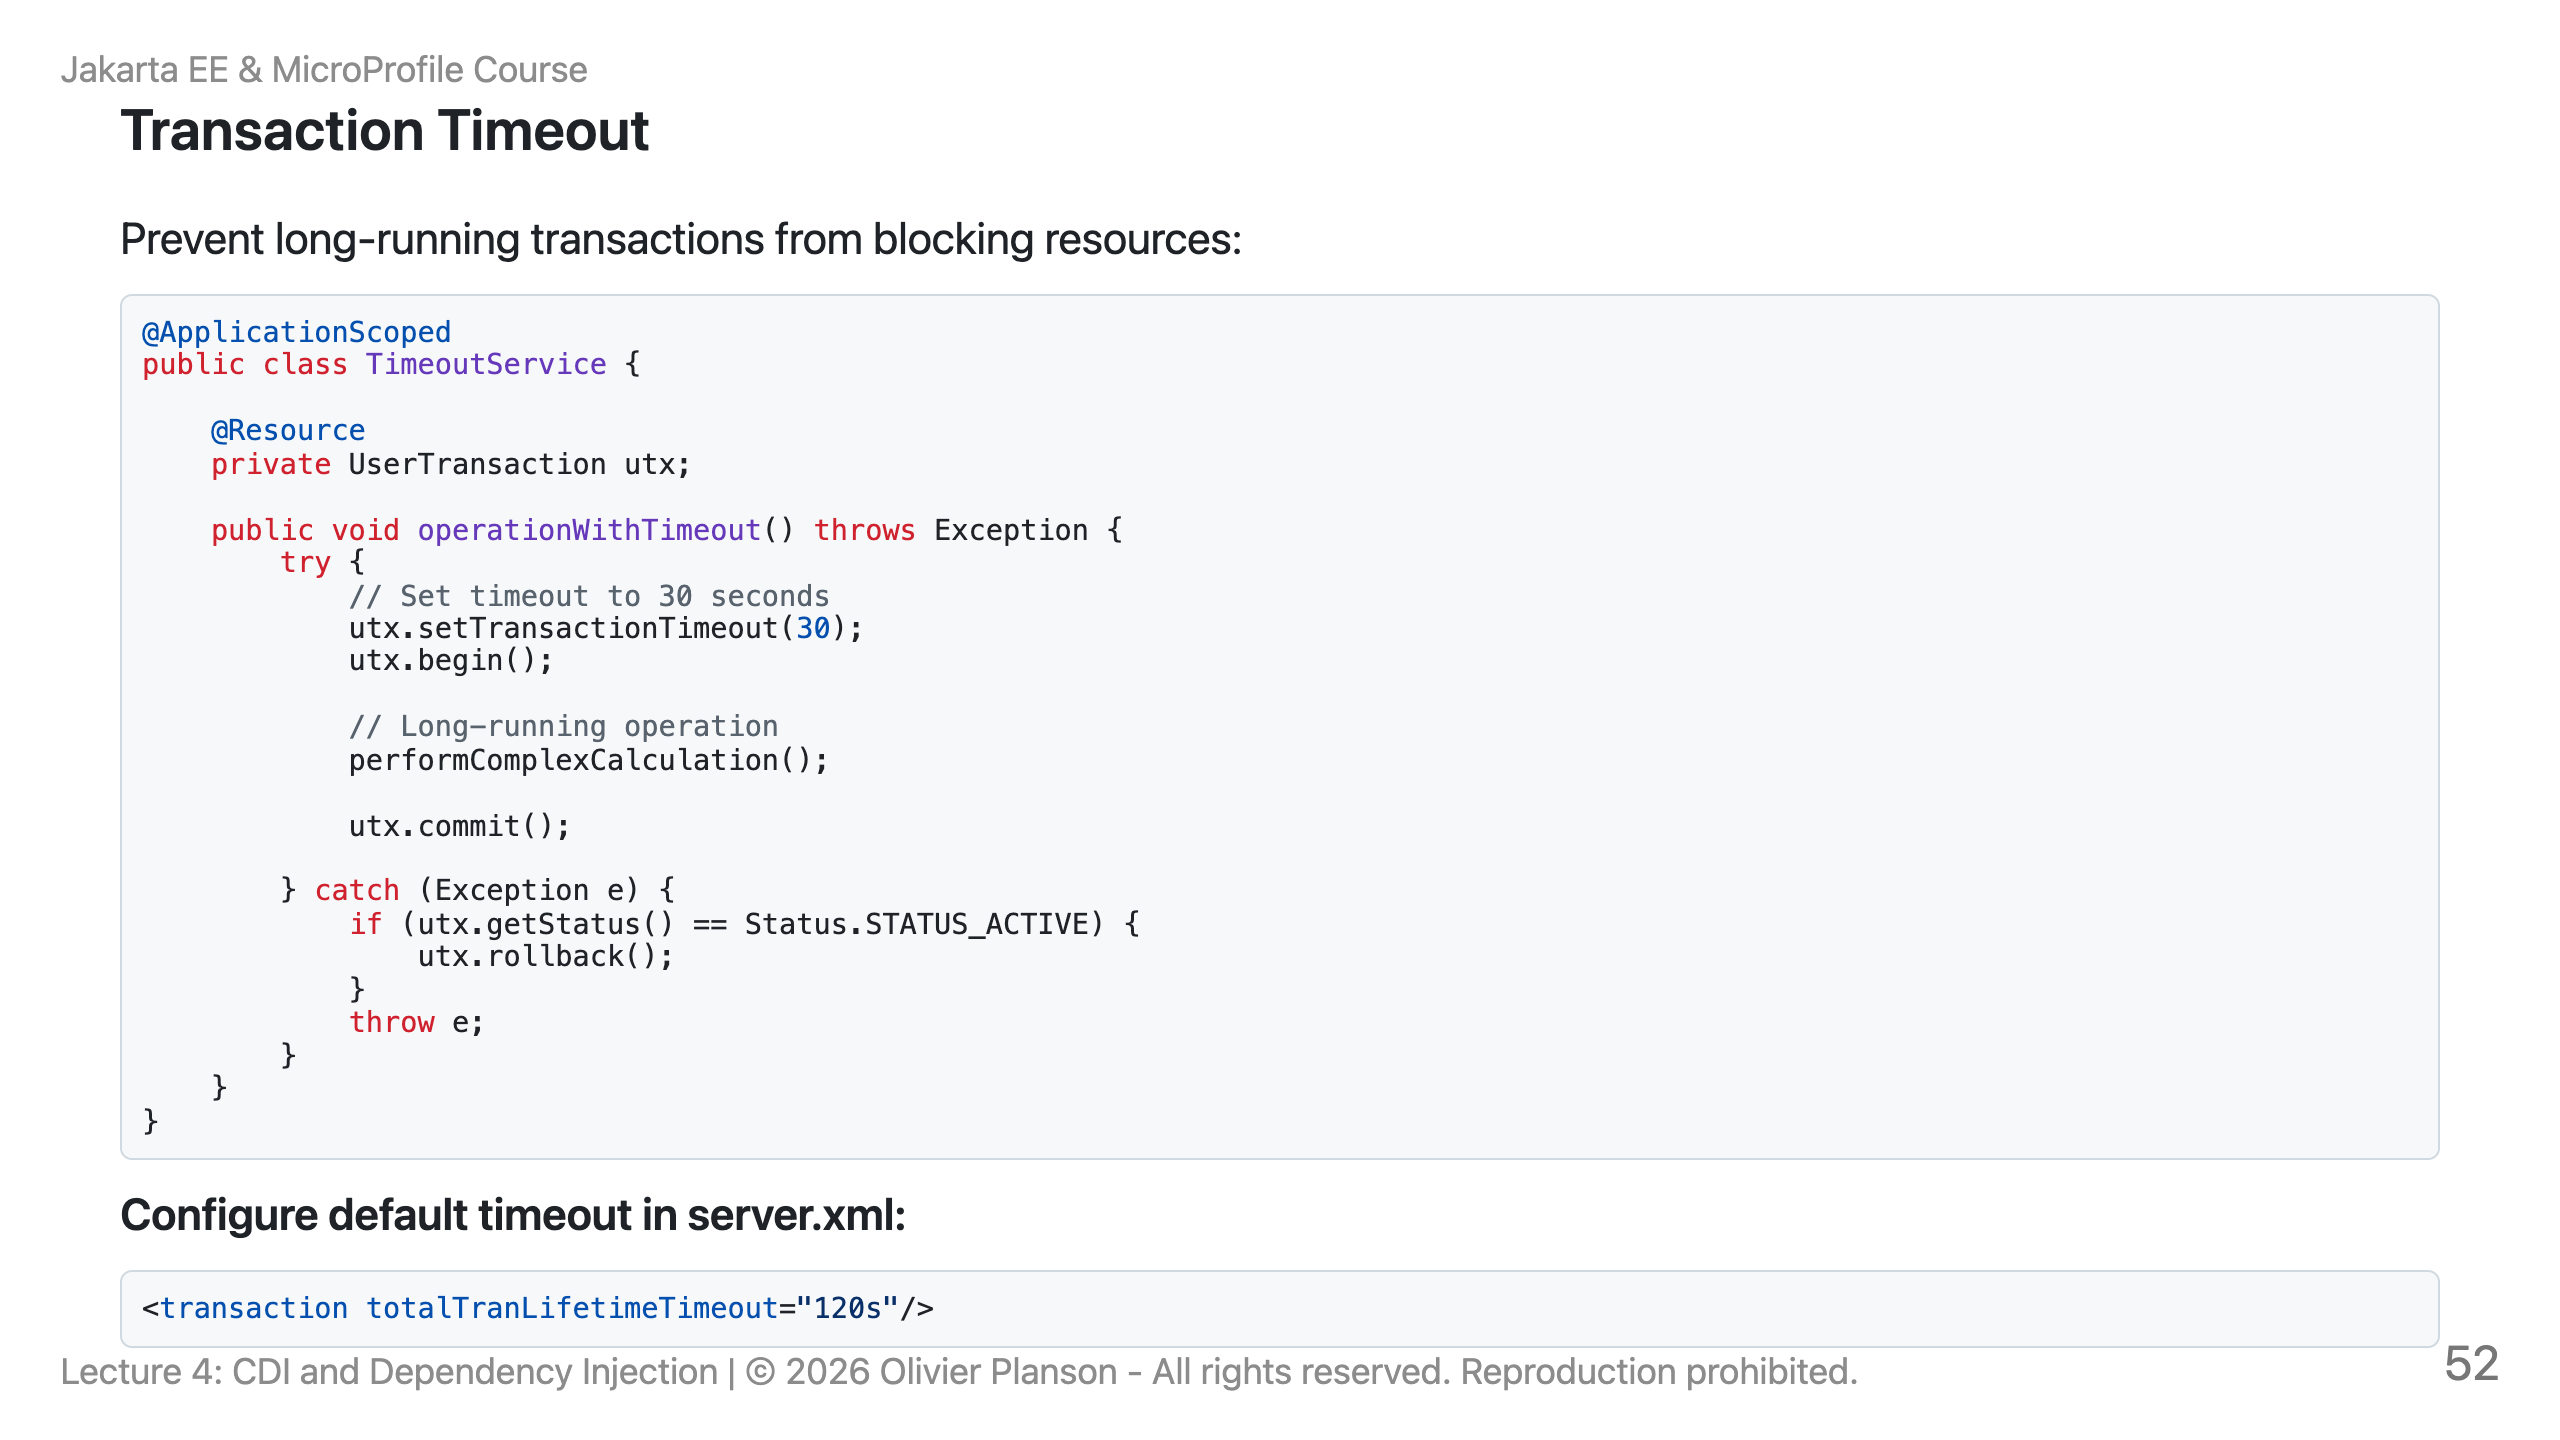 Jakarta EE & MicroProfile Course
Transaction Timeout
Prevent long-running transactions from blocking resources:
@ApplicationScoped
public class TimeoutService {
    @Resource
    private UserTransaction utx;
    public void operationWithTimeout() throws Exception {
        try {
            // Set timeout to 30 seconds
            utx.setTransactionTimeout(30);
            utx.begin();
            // Long-running operation
            performComplexCalculation();
            utx.commit();
        } catch (Exception e) {
            if (utx.getStatus() == Status.STATUS_ACTIVE) {
                utx.rollback();
            }
            throw e;
        }
    }
}
Configure default timeout in server.xml:
<transaction totalTranLifetimeTimeout="120s"/>
Lecture 4: CDI and Dependency Injection | © 2026 Olivier Planson - All rights reserved. Reproduction prohibited.
52